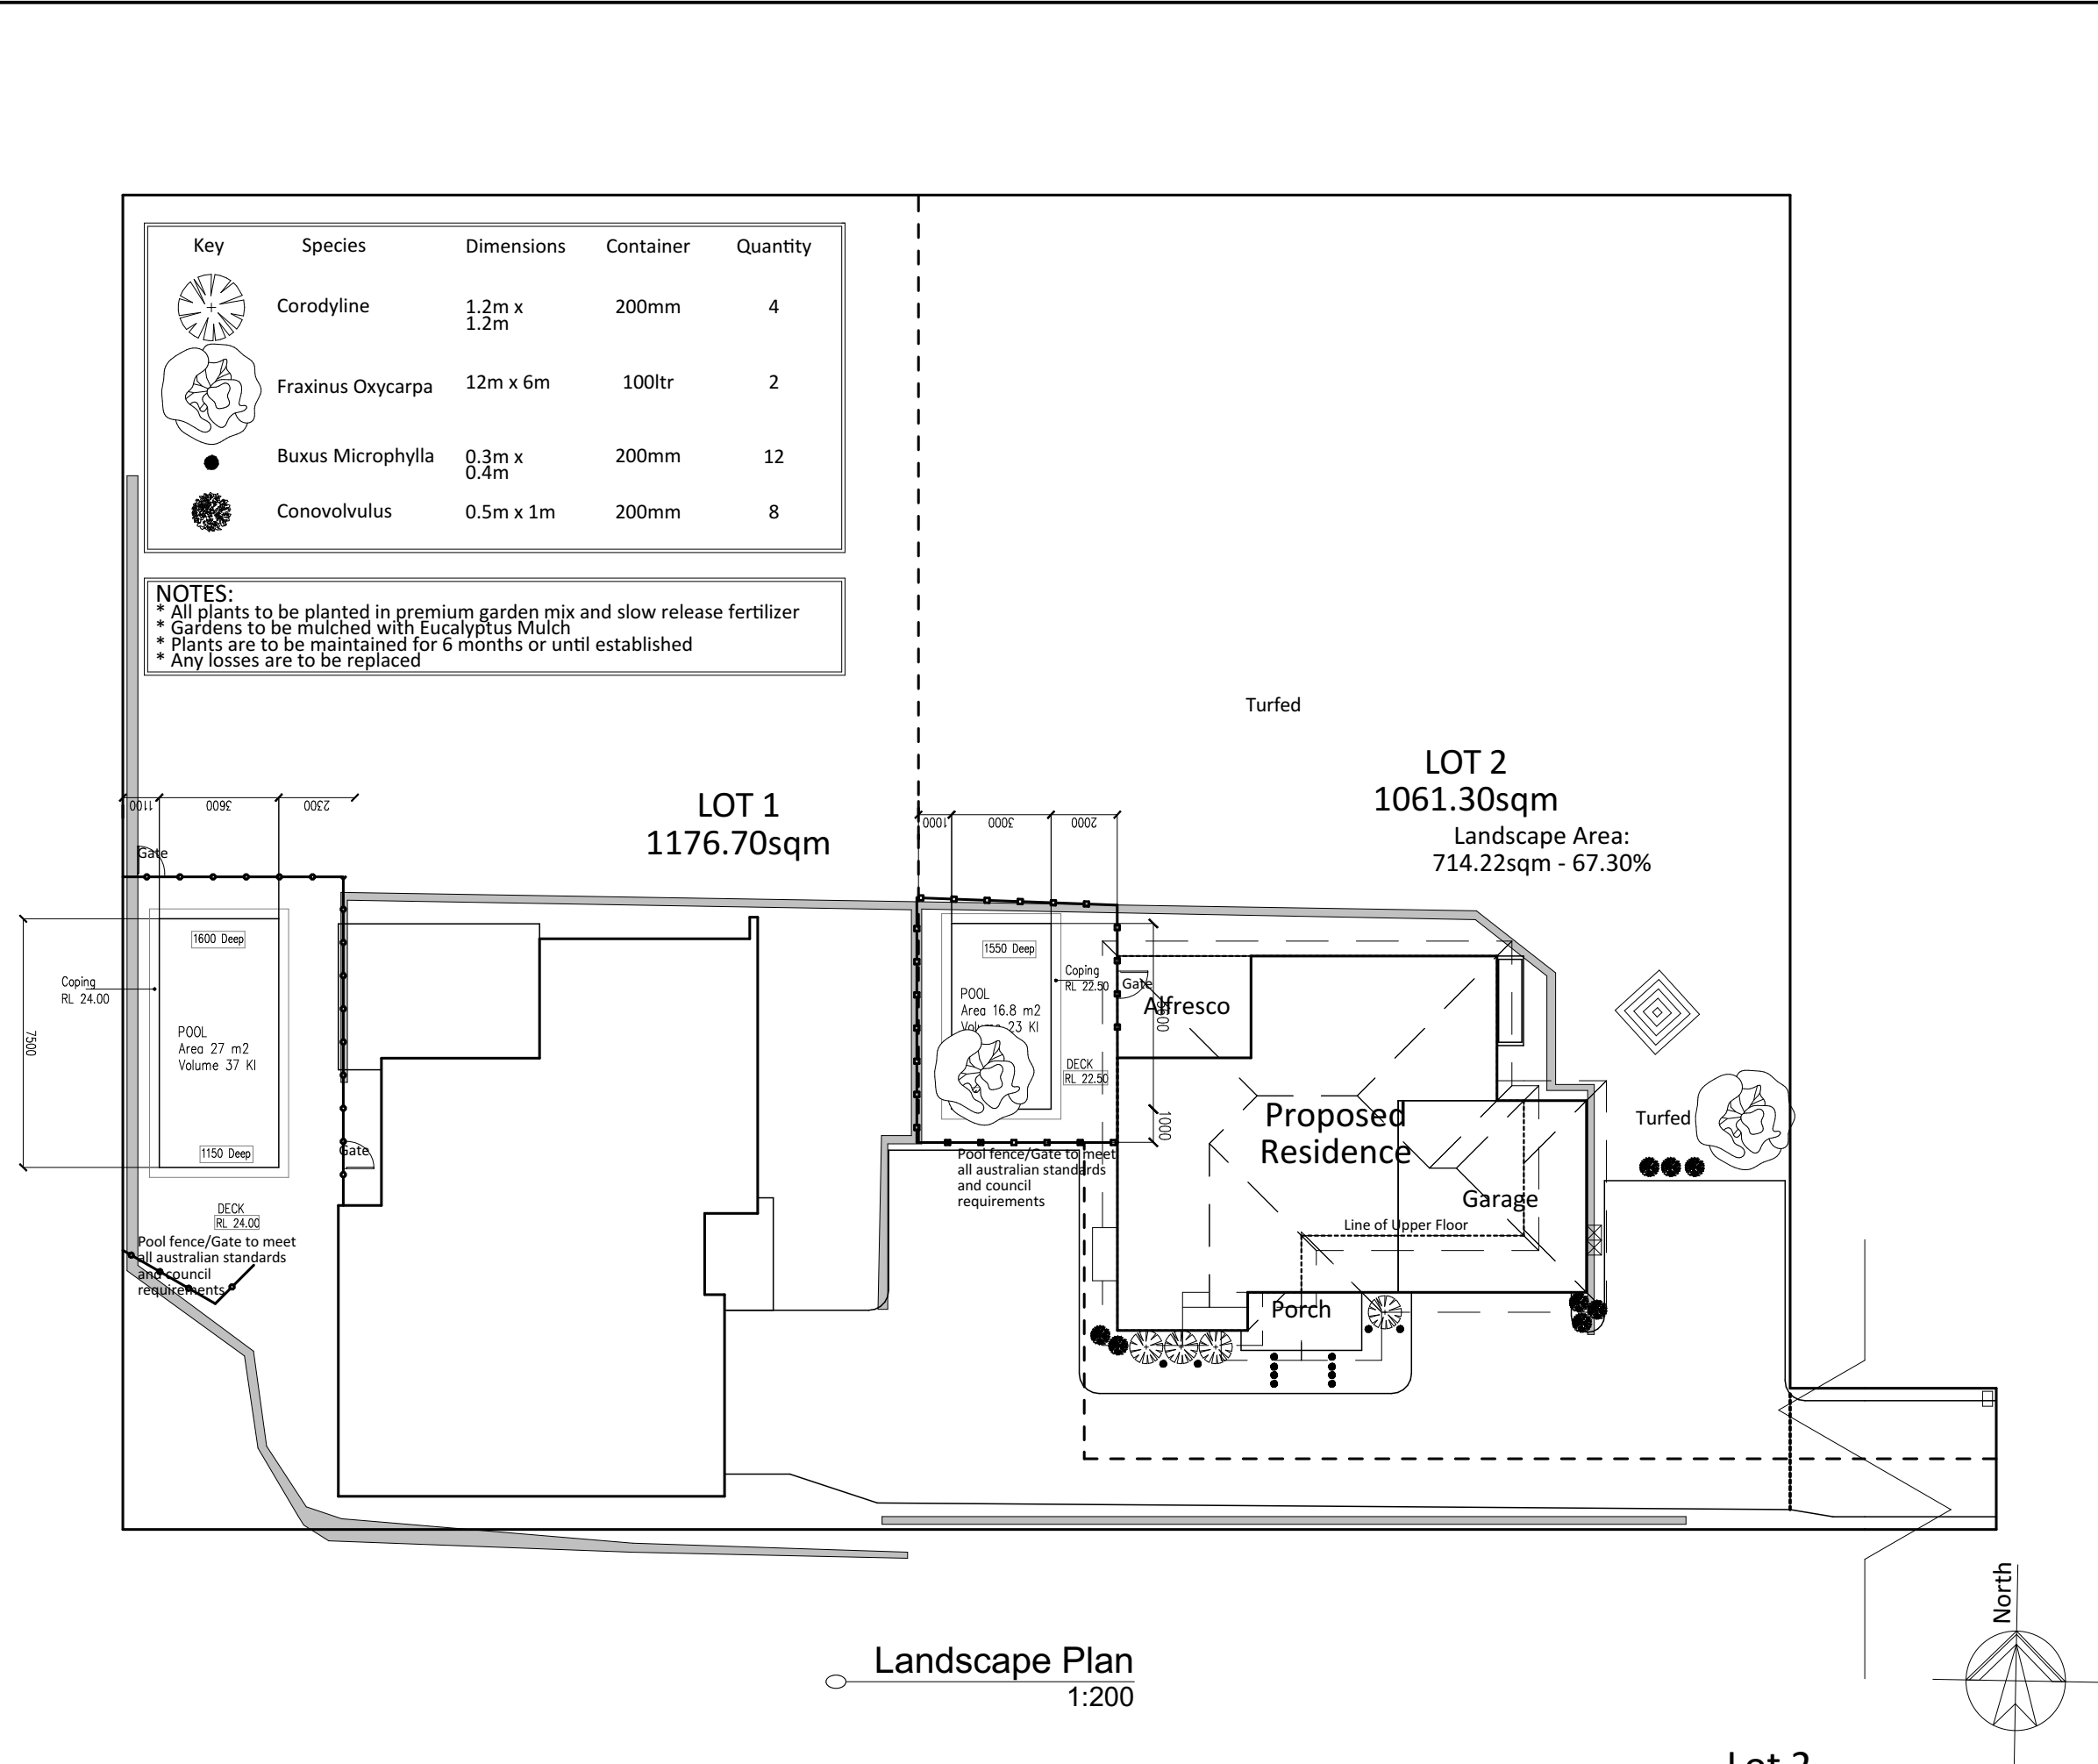 Key Species Dimensions Container Quantity
Corodyline 1.2m x 1.2m 200mm 4
Fraxinus Oxycarpa 12m x 6m 100ltr 2
Buxus Microphylla 0.3m x 0.4m 200mm 12
Conovolvulus 0.5m x 1m 200mm 8
NOTES:
* All plants to be planted in premium garden mix and slow release fertilizer
* Gardens to be mulched with Eucalyptus Mulch
* Plants are to be maintained for 6 months or until established
* Any losses are to be replaced
Turfed
LOT 2
1061.30sqm
Landscape Area:
714.22sqm - 67.30%
LOT 1
1176.70sqm
1100 3600 2300
1000 3000 2000
Gate
1600 Deep
Coping
RL 24.00
7500
POOL
Area 27 m2
Volume 37 Kl
1150 Deep
Gate
DECK
RL 24.00
Pool fence/Gate to meet
all australian standards
and council
requirements
1550 Deep
Coping
RL 22.50
POOL
Area 16.8 m2
Volume 23 Kl
Gate
Alfresco
DECK
RL 22.50
1000
Pool fence/Gate to meet
all australian standards
and council
requirements
Proposed
Residence
Garage
Line of Upper Floor
Porch
Turfed
Landscape Plan
1:200
North